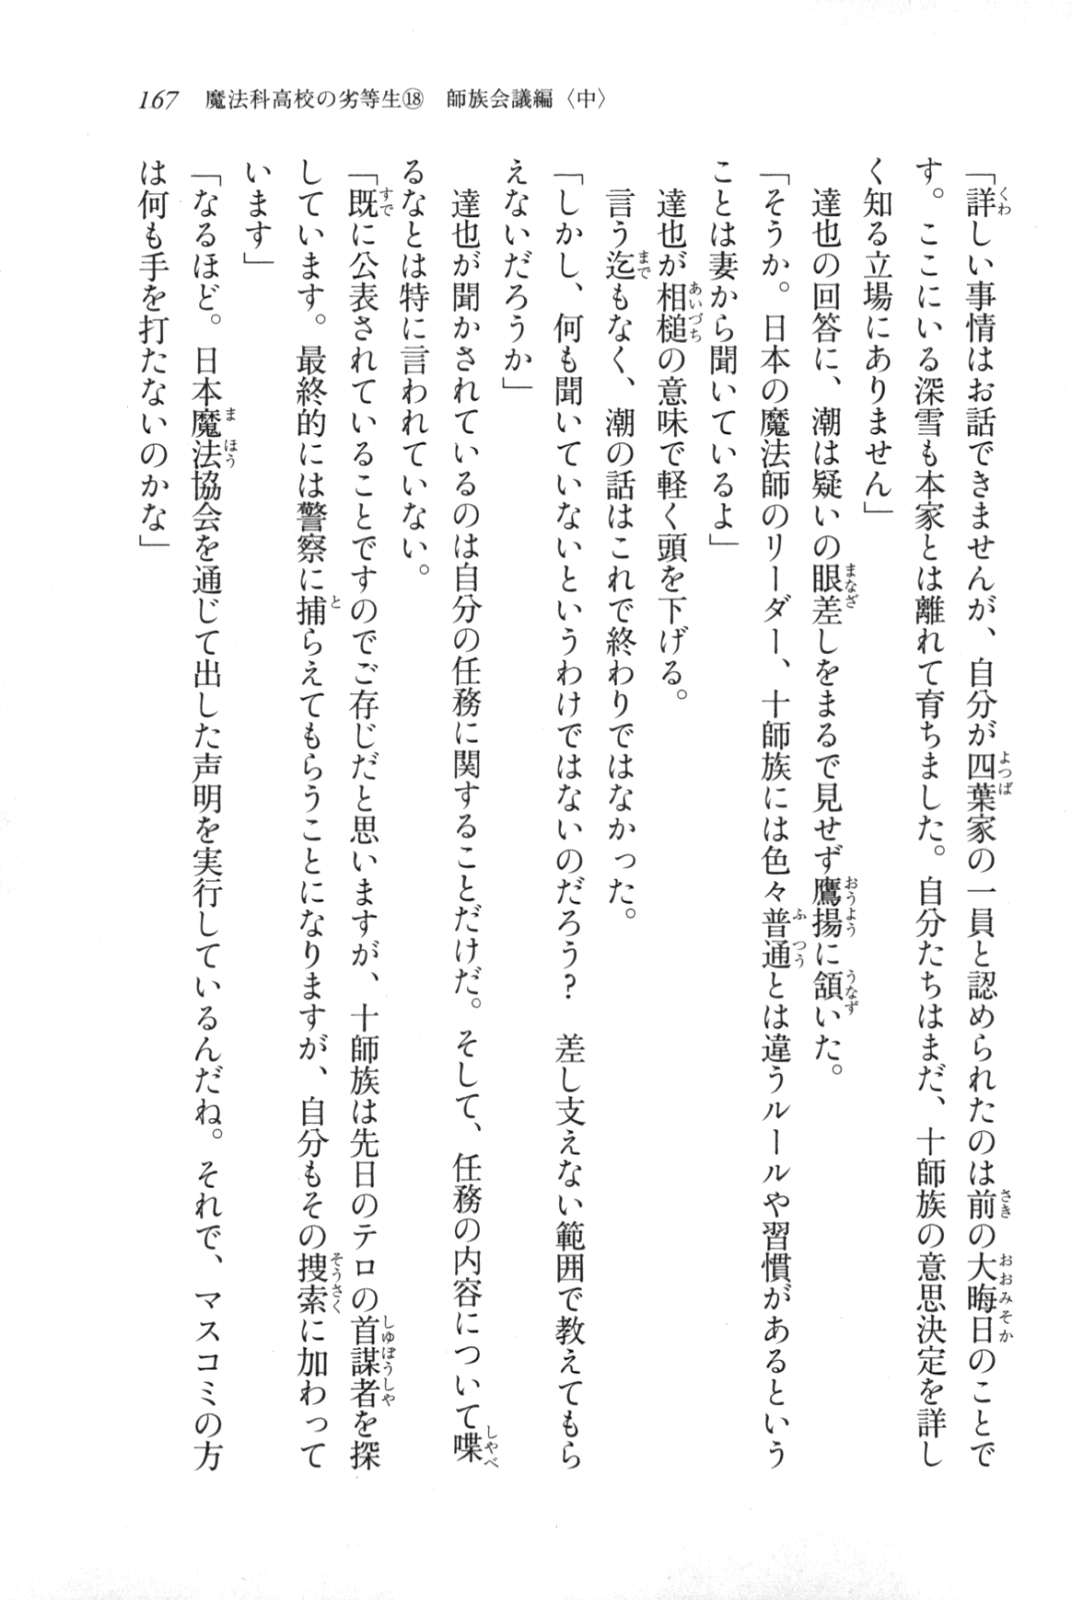 167 魔法科高校の劣等生⑱ 師族会議編〈中〉
「詳しい事情はお話できませんが、自分が四葉家の一員と認められたのは前の大晦日のことで
す。ここにいる深雪も本家とは離れて育ちました。自分たちはまだ、十師族の意思決定を詳し
く知る立場にありません」
　達也の回答に、潮は疑いの眼差しをまるで見せず鷹揚に頷いた。
「そうか。日本の魔法師のリーダー、十師族には色々普通とは違うルールや習慣があるという
ことは妻から聞いているよ」
　達也が相槌の意味で軽く頭を下げる。
　言う迄もなく、潮の話はこれで終わりではなかった。
「しかし、何も聞いていないというわけではないのだろう？　差し支えない範囲で教えてもら
えないだろうか」
　達也が聞かされているのは自分の任務に関することだけだ。そして、任務の内容について喋
るなとは特に言われていない。
「既に公表されていることですのでご存じだと思いますが、十師族は先日のテロの首謀者を探
しています。最終的には警察に捕らえてもらうことになりますが、自分もその捜索に加わって
います」
「なるほど。日本魔法協会を通じて出した声明を実行しているんだね。それで、マスコミの方
は何も手を打たないのかな」